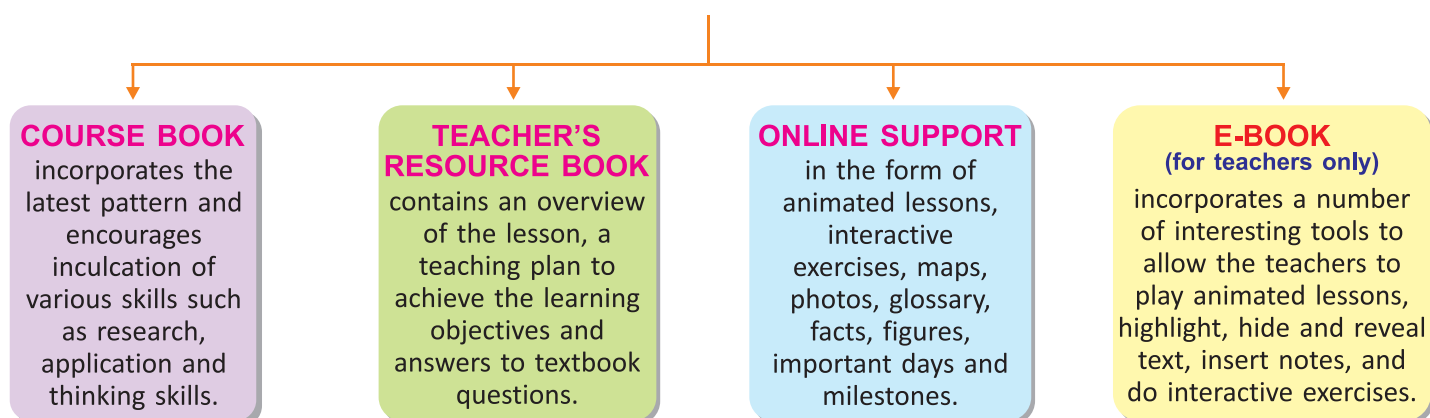 COURSE BOOK
incorporates the
latest pattern and
encourages
inculcation of
various skills such
as research,
application and
thinking skills.
TEACHER'S
RESOURCE BOOK
contains an overview
of the lesson, a
teaching plan to
achieve the learning
objectives and
answers to textbook
questions.
ONLINE SUPPORT
in the form of
animated lessons,
interactive
exercises, maps,
photos, glossary,
facts, figures,
important days and
milestones.
E-BOOK
(for teachers only)
incorporates a number
of interesting tools to
allow the teachers to
play animated lessons,
highlight, hide and reveal
text, insert notes, and
do interactive exercises.